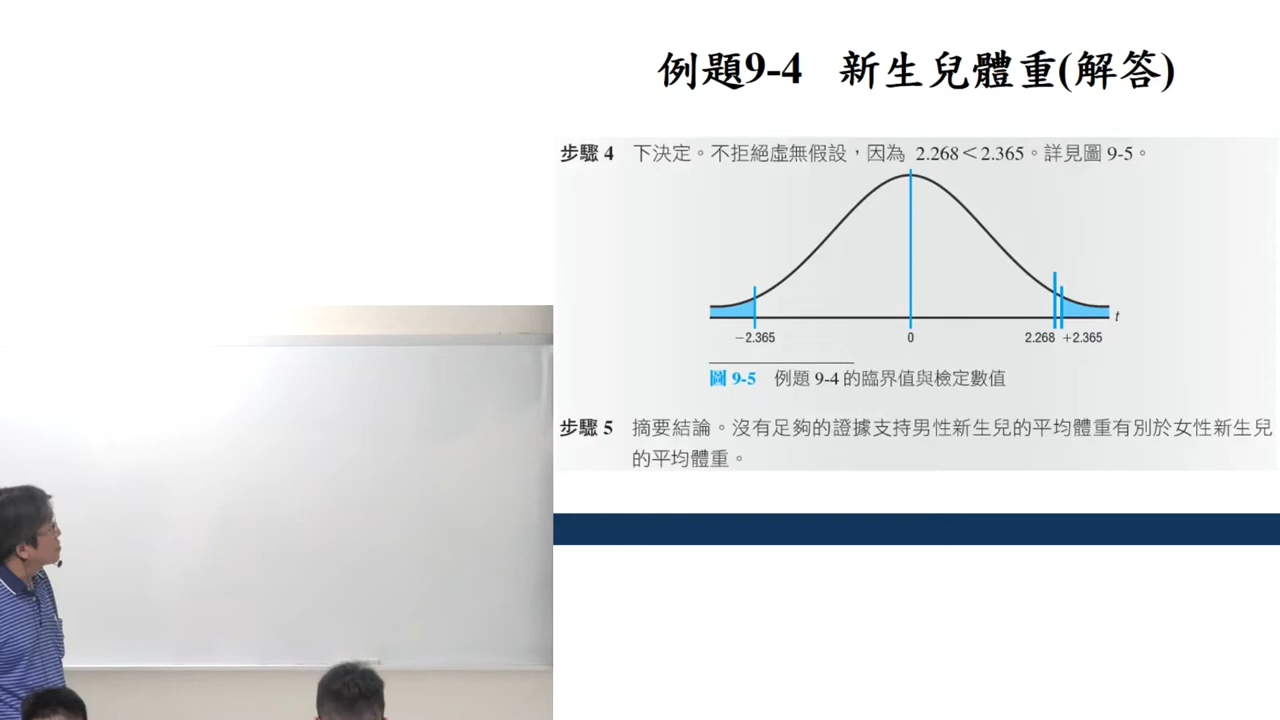 例題9-4 新生兒體重(解答)
步驟 4 下決定。不拒絕虛無假設，因為 2.268＜2.365。詳見圖 9-5。
t
−2.365 0 2.268 +2.365
圖 9-5 例題 9-4 的臨界值與檢定數值
步驟 5 摘要結論。沒有足夠的證據支持男性新生兒的平均體重有別於女性新生兒
的平均體重。